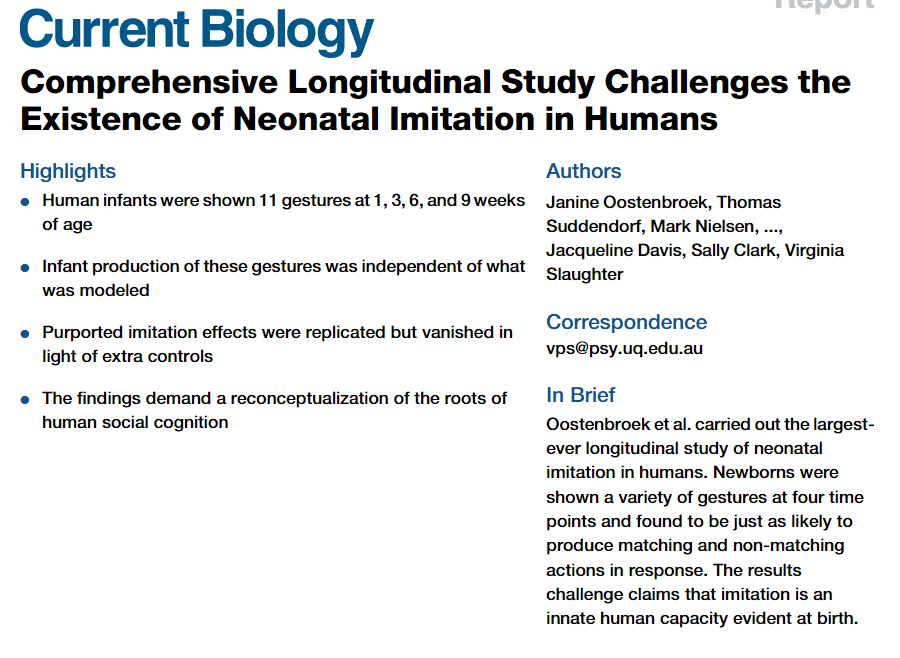 Report
Current Biology
Comprehensive Longitudinal Study Challenges the
Existence of Neonatal Imitation in Humans
Highlights
Human infants were shown 11 gestures at 1, 3, 6, and 9 weeks
of age
Infant production of these gestures was independent of what
was modeled
Purported imitation effects were replicated but vanished in
light of extra controls
The findings demand a reconceptualization of the roots of
human social cognition
Authors
Janine Oostenbroek, Thomas
Suddendorf, Mark Nielsen, ...,
Jacqueline Davis, Sally Clark, Virginia
Slaughter
Correspondence
vps@psy.uq.edu.au
In Brief
Oostenbroek et al. carried out the largest-
ever longitudinal study of neonatal
imitation in humans. Newborns were
shown a variety of gestures at four time
points and found to be just as likely to
produce matching and non-matching
actions in response. The results
challenge claims that imitation is an
innate human capacity evident at birth.